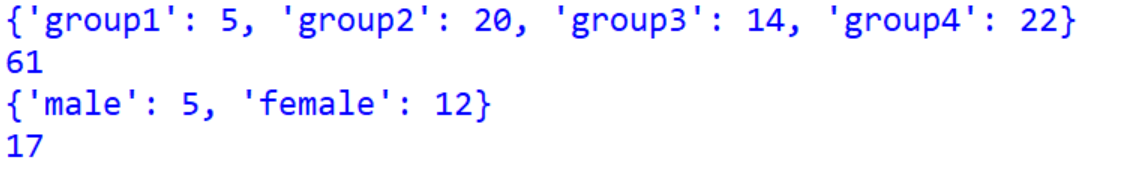 {'group1': 5, 'group2': 20, 'group3': 14, 'group4': 22}
61
{'male': 5, 'female': 12}
17